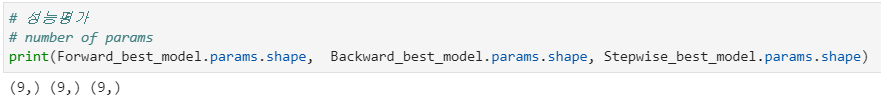 # 성능평가
# number of params
print(Forward_best_model.params.shape,  Backward_best_model.params.shape, Stepwise_best_model.params.shape)
(9,) (9,) (9,)